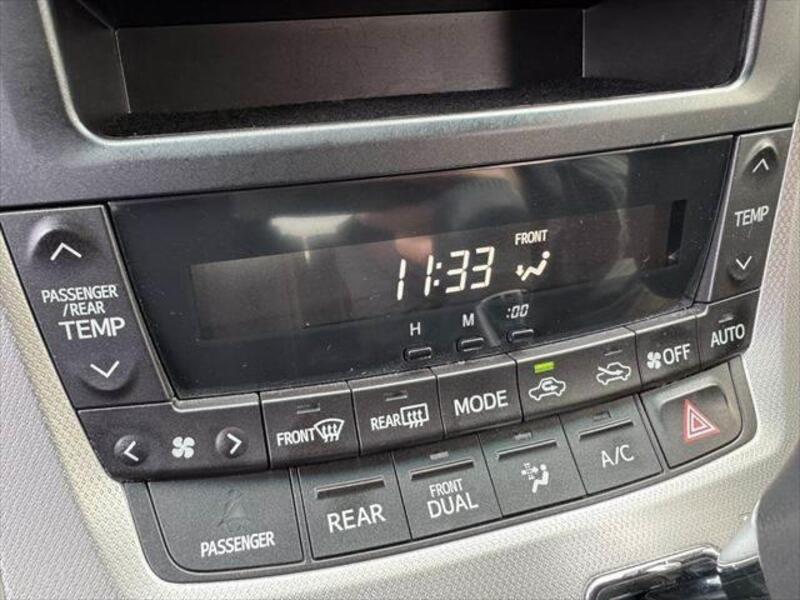 FRONT
11:33
H M :00
PASSENGER
/REAR
TEMP
TEMP
FRONT
REAR
MODE
OFF
AUTO
PASSENGER
REAR
FRONT
DUAL
A/C